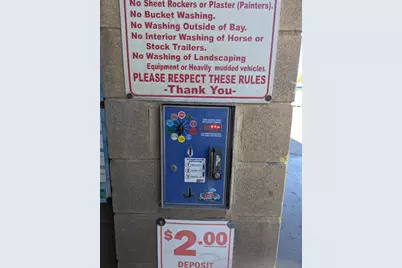 No Sheet Rockers or Plaster (Painters).
No Bucket Washing.
No Washing Outside of Bay.
No Interior Washing of Horse or
Stock Trailers.
No Washing of Landscaping
Equipment or Heavily mudded vehicles.
PLEASE RESPECT THESE RULES
-Thank You-
$2.00
DEPOSIT